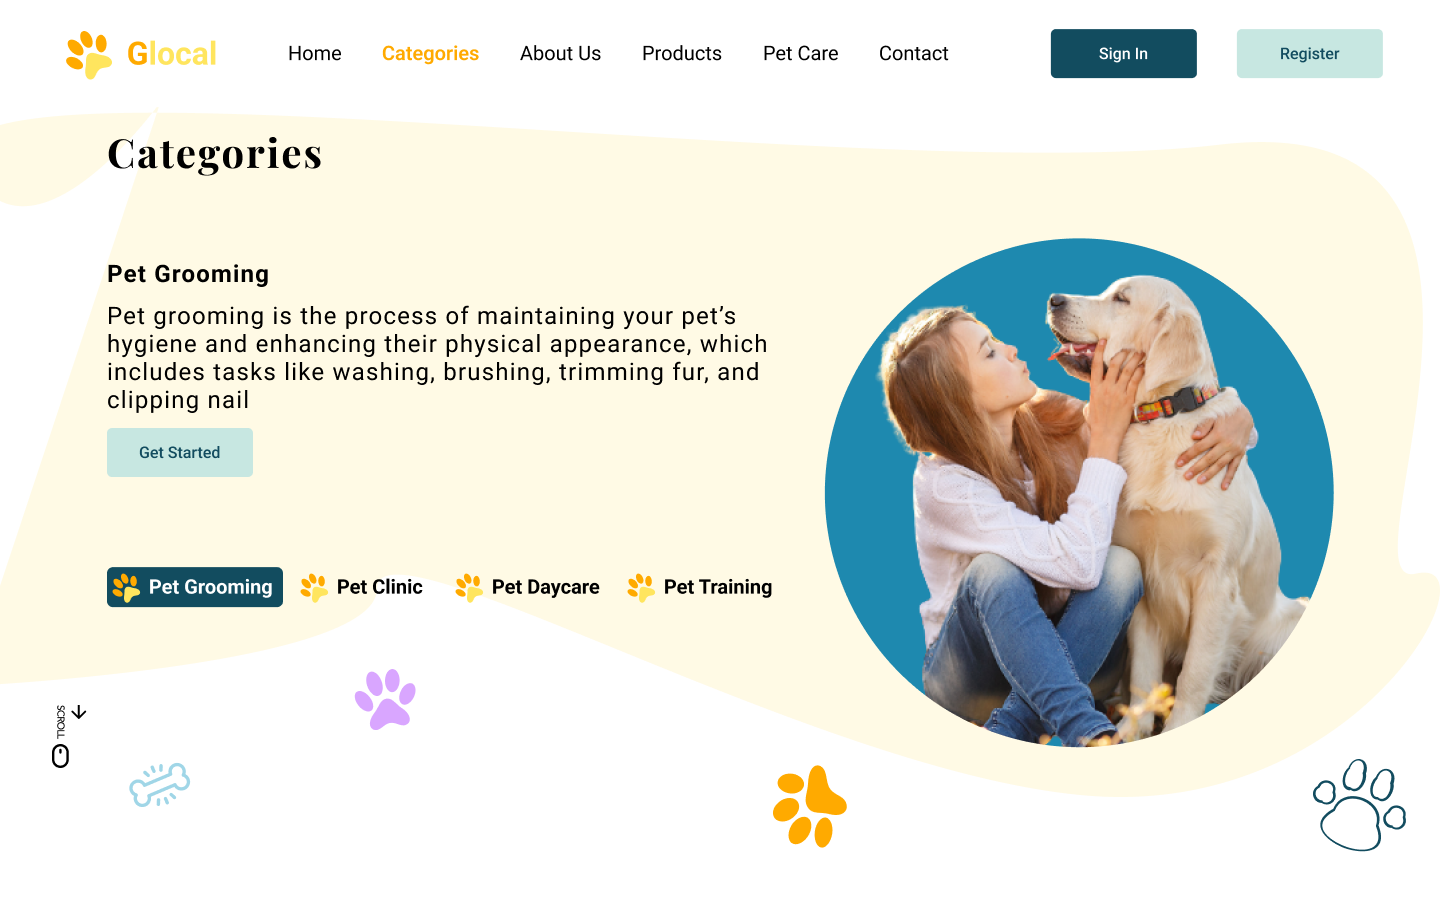 Glocal
Home
Categories
About Us
Products
Pet Care
Contact
Sign In
Register
Categories
Pet Grooming
Pet grooming is the process of maintaining your pet’s
hygiene and enhancing their physical appearance, which
includes tasks like washing, brushing, trimming fur, and
clipping nail
Get Started
Pet Grooming
Pet Clinic
Pet Daycare
Pet Training
SCROLL